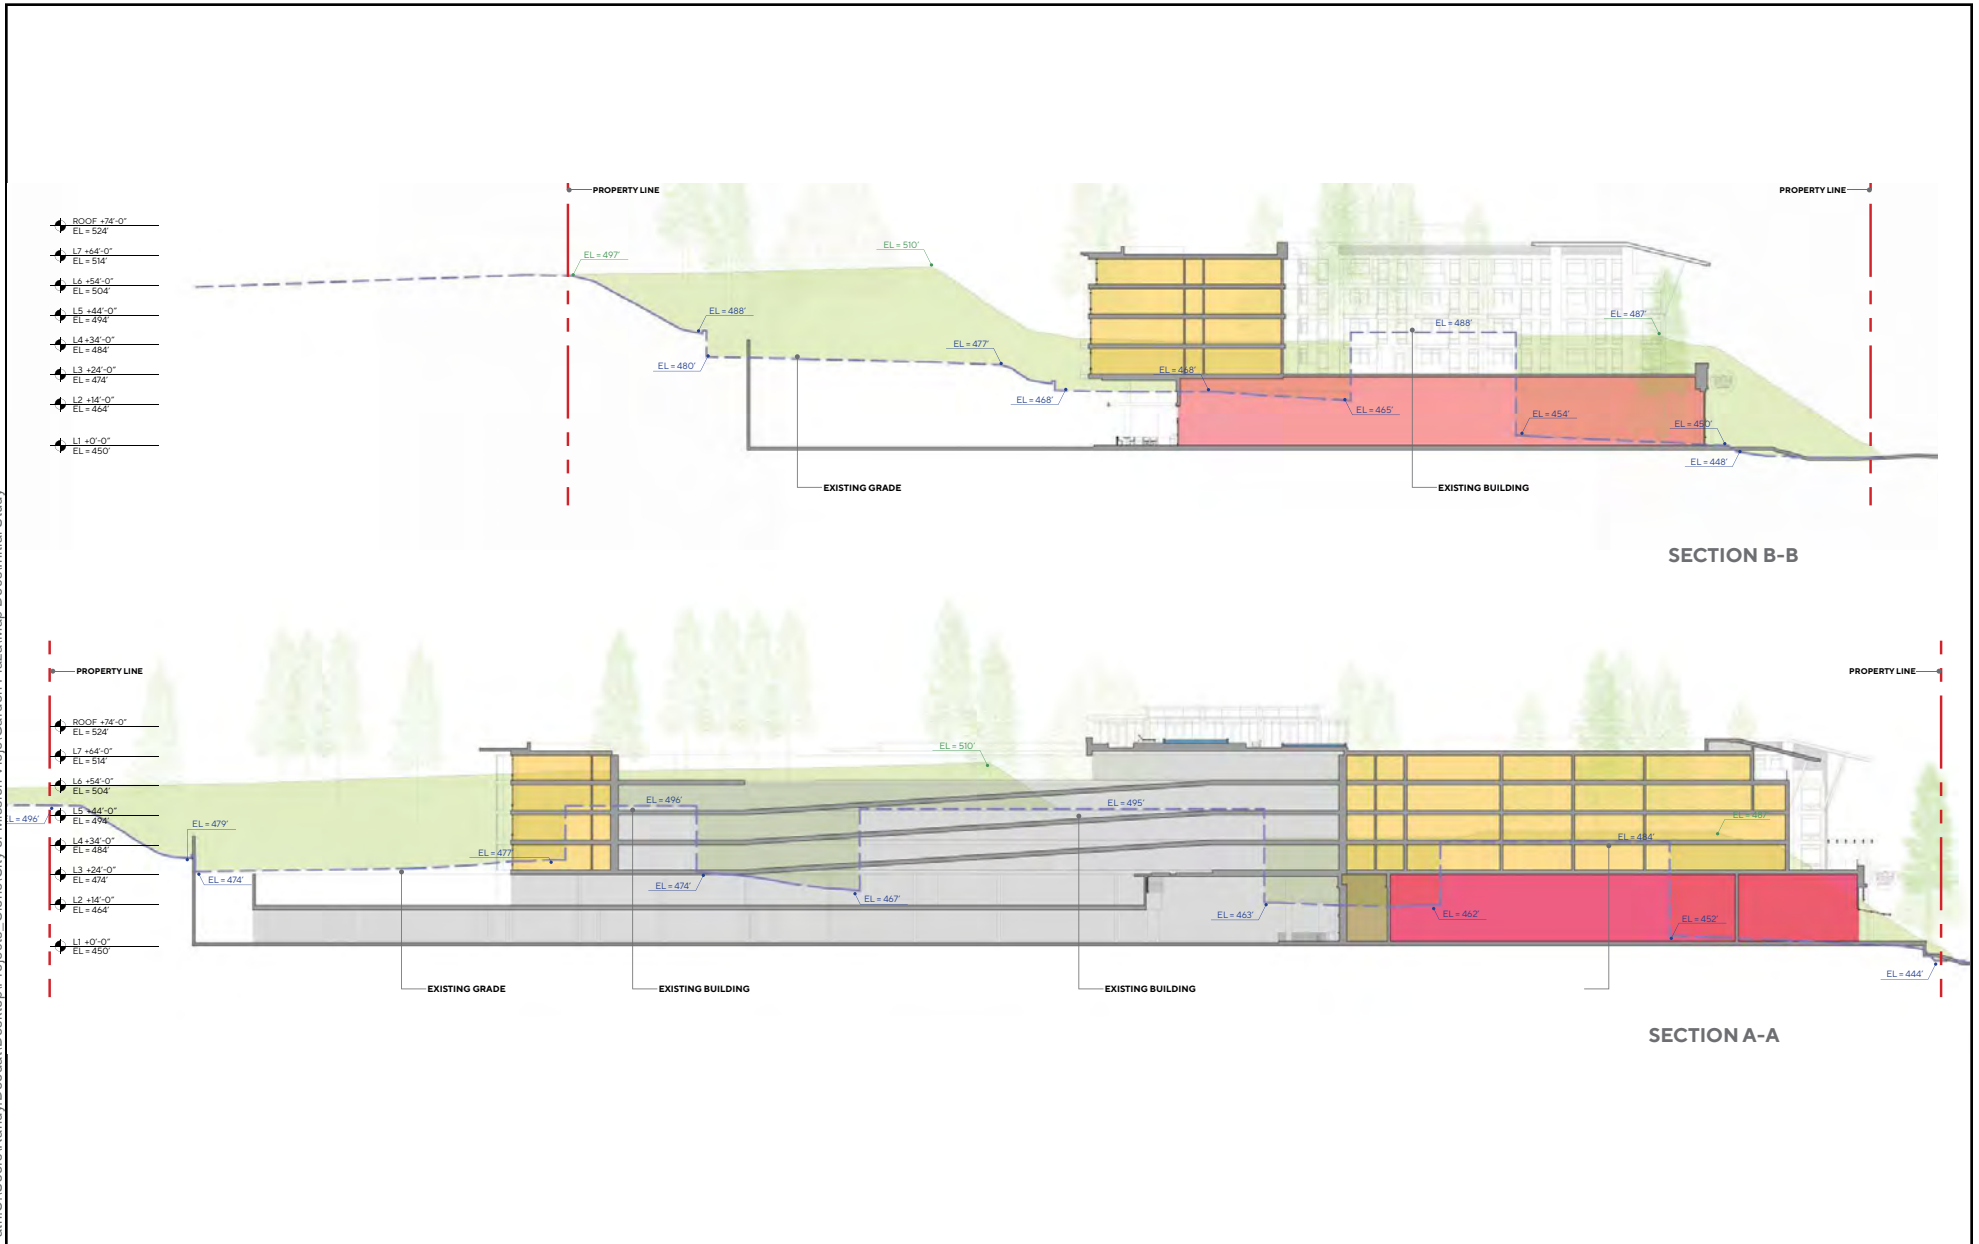 PROPERTY LINE
PROPERTY LINE
ROOF +74'-0"
EL = 524'
L7 +64'-0"
EL = 514'
L6 +54'-0"
EL = 504'
L5 +44'-0"
EL = 494'
L4 +34'-0"
EL = 484'
L3 +24'-0"
EL = 474'
L2 +14'-0"
EL = 464'
L1 +0'-0"
EL = 450'
EL = 497'
EL = 510'
EL = 488'
EL = 480'
EL = 477'
EL = 468'
EL = 468'
EL = 488'
EL = 487'
EL = 465'
EL = 454'
EL = 450'
EL = 448'
EXISTING GRADE
EXISTING BUILDING
SECTION B-B
PROPERTY LINE
PROPERTY LINE
ROOF +74'-0"
EL = 524'
L7 +64'-0"
EL = 514'
L6 +54'-0"
EL = 504'
L5 +44'-0"
EL = 494'
L4 +34'-0"
EL = 484'
L3 +24'-0"
EL = 474'
L2 +14'-0"
EL = 464'
L1 +0'-0"
EL = 450'
EL = 496'
EL = 479'
EL = 474'
EL = 477'
EL = 496'
EL = 474'
EL = 467'
EL = 510'
EL = 495'
EL = 463'
EL = 462'
EL = 484'
EL = 487'
EL = 452'
EL = 444'
EXISTING GRADE
EXISTING BUILDING
EXISTING BUILDING
SECTION A-A